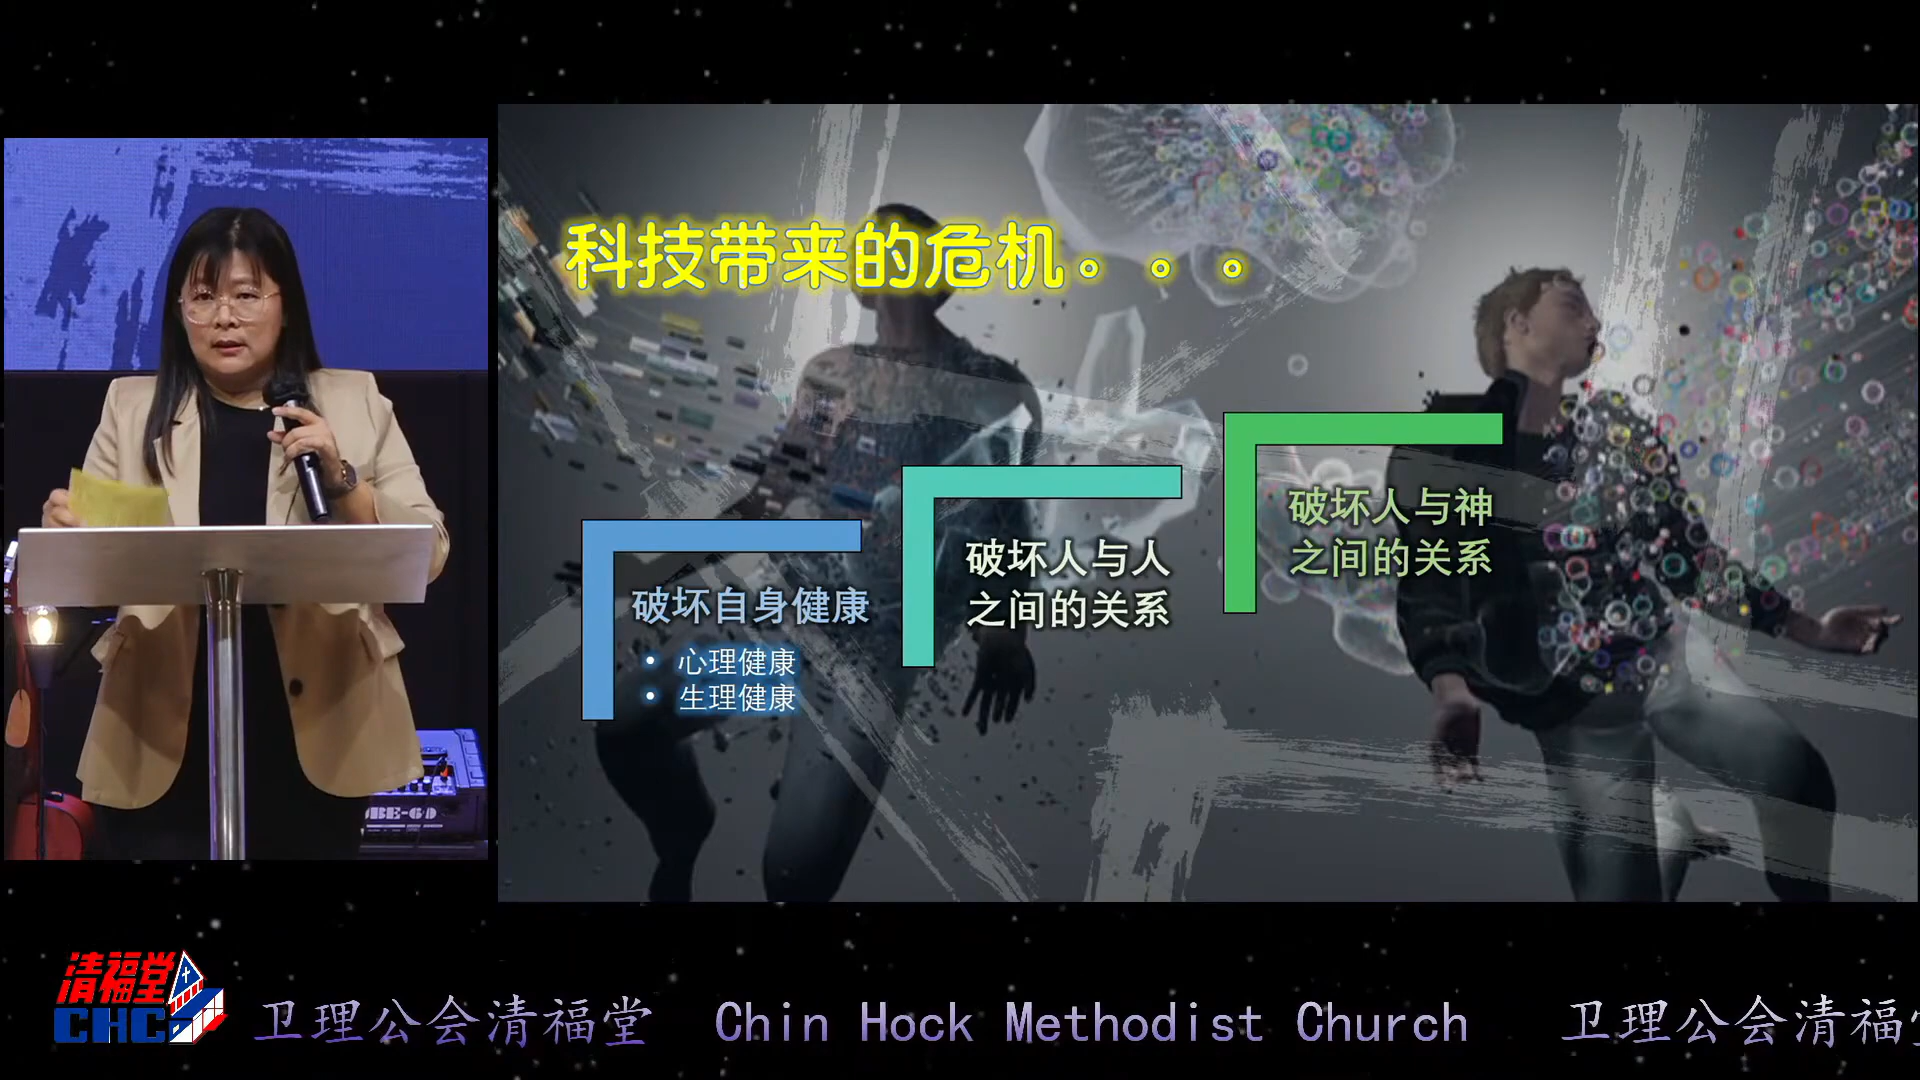 科技带来的危机。。。
破坏自身健康
• 心理健康
• 生理健康
破坏人与人
之间的关系
破坏人与神
之间的关系
清福堂
CHC
卫理公会清福堂 Chin Hock Methodist Church 卫理公会清福堂